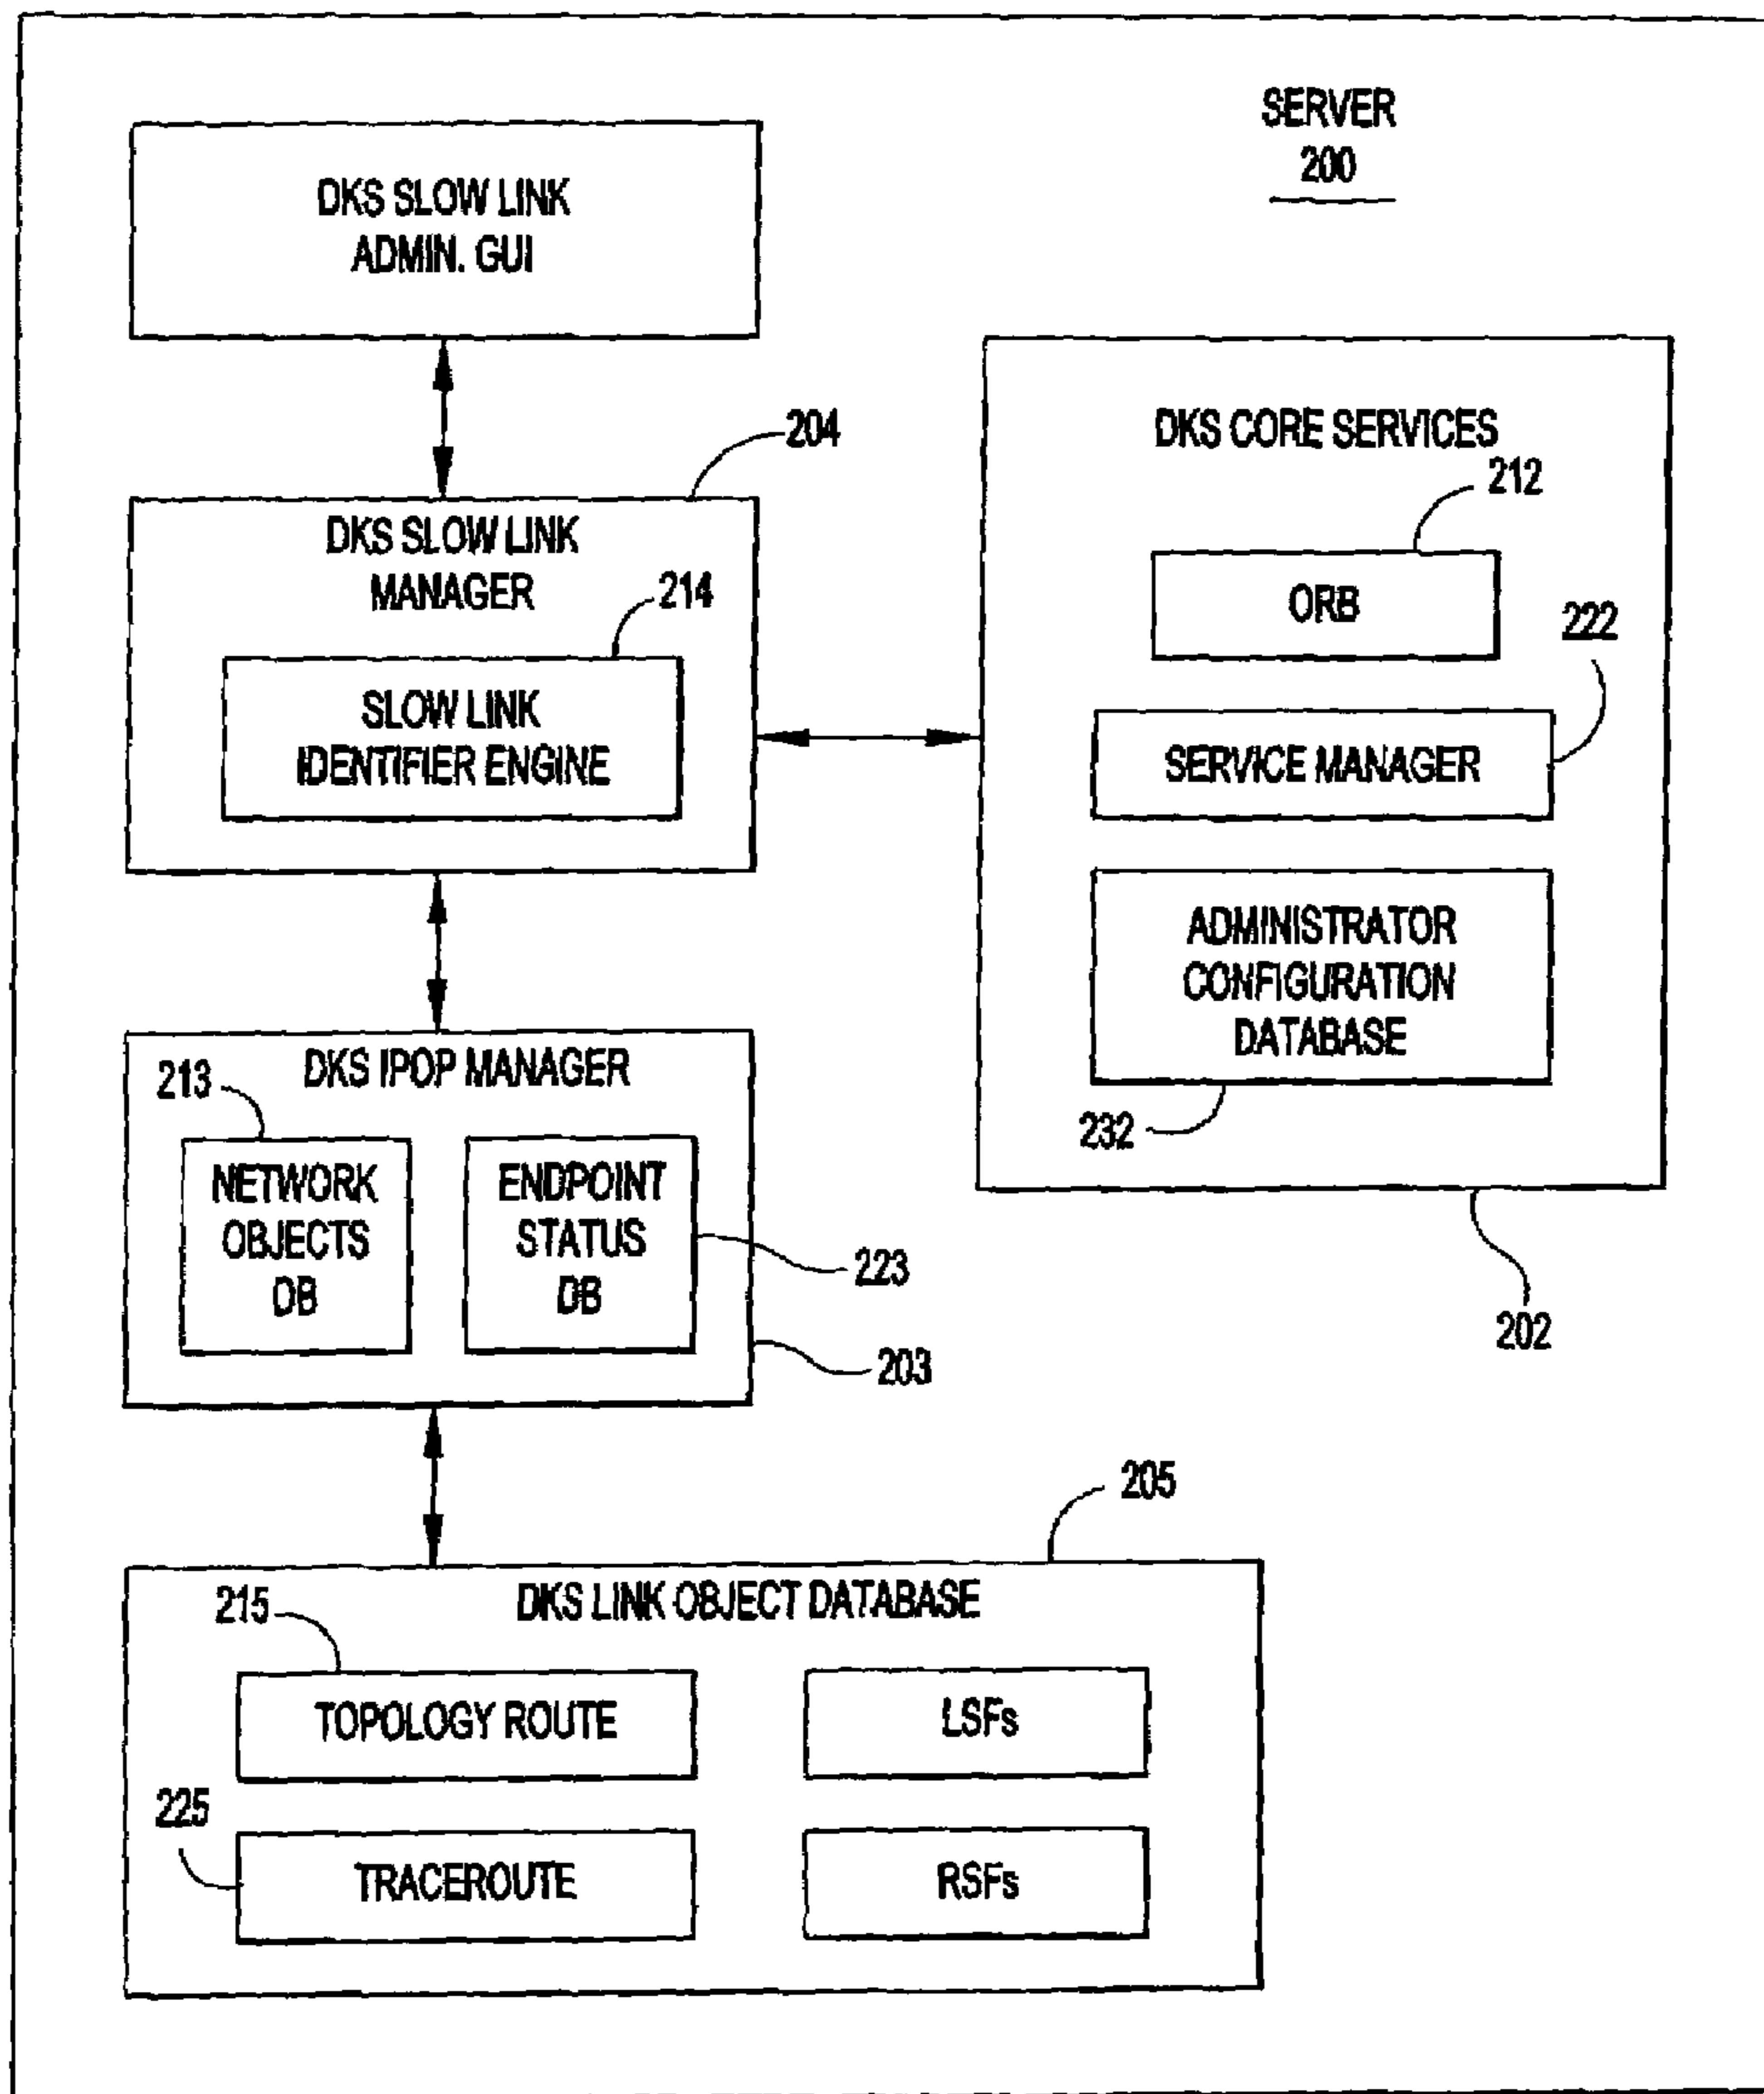 SERVER
200
DKS SLOW LINK
ADMIN. GUI
204
DKS SLOW LINK
MANAGER
214
SLOW LINK
IDENTIFIER ENGINE
DKS CORE SERVICES
212
ORB
222
SERVICE MANAGER
ADMINISTRATOR
CONFIGURATION
DATABASE
232
202
DKS IPOP MANAGER
213
NETWORK
OBJECTS
DB
ENDPOINT
STATUS
DB
223
203
205
DKS LINK OBJECT DATABASE
215
TOPOLOGY ROUTE
LSFs
225
TRACEROUTE
RSFs